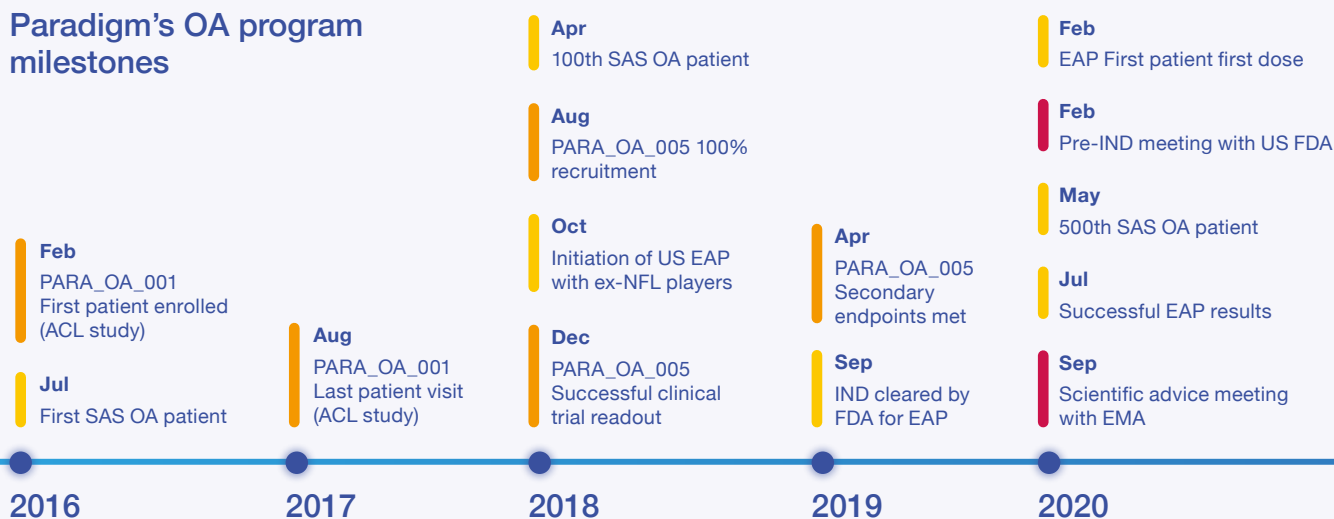 Paradigm's OA program
milestones
Feb
PARA_OA_001
First patient enrolled
(ACL study)
Jul
First SAS OA patient
2016
Aug
PARA_OA_001
Last patient visit
(ACL study)
2017
Apr
100th SAS OA patient
Aug
PARA_OA_005 100%
recruitment
Oct
Initiation of US EAP
with ex-NFL players
Dec
PARA_OA_005
Successful clinical
trial readout
2018
Apr
PARA_OA_005
Secondary
endpoints met
Sep
IND cleared by
FDA for EAP
2019
Feb
EAP First patient first dose
Feb
Pre-IND meeting with US FDA
May
500th SAS OA patient
Jul
Successful EAP results
Sep
Scientific advice meeting
with EMA
2020